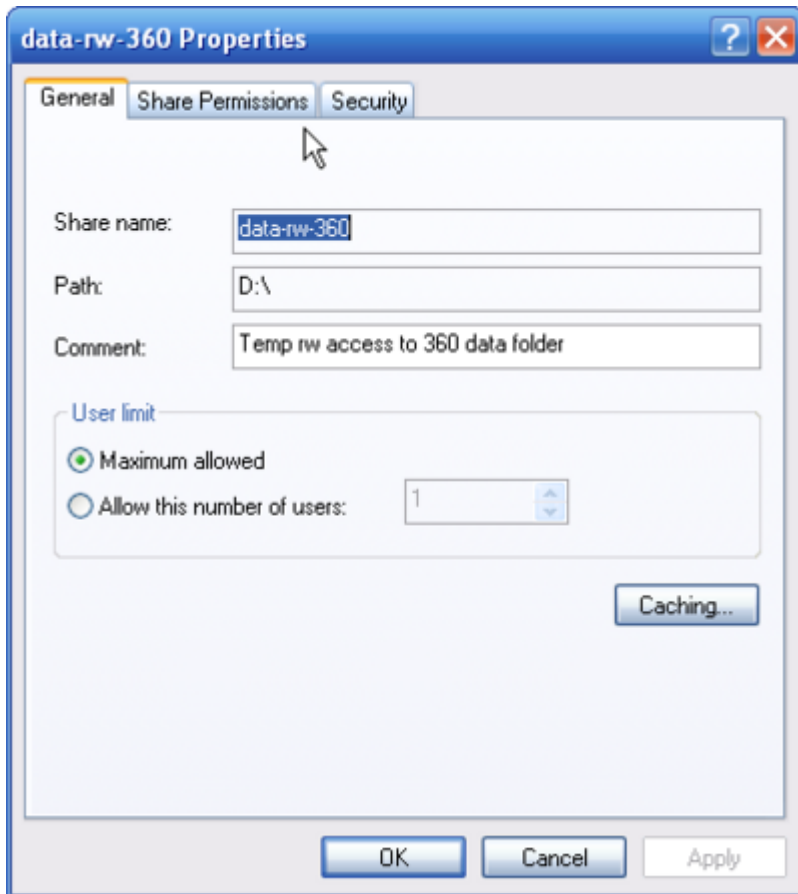 data-rw-360 Properties
General Share Permissions Security
Share name: data-rw-360
Path: D:\
Comment: Temp rw access to 360 data folder
User limit
Maximum allowed
Allow this number of users: 1
Caching...
OK Cancel Apply